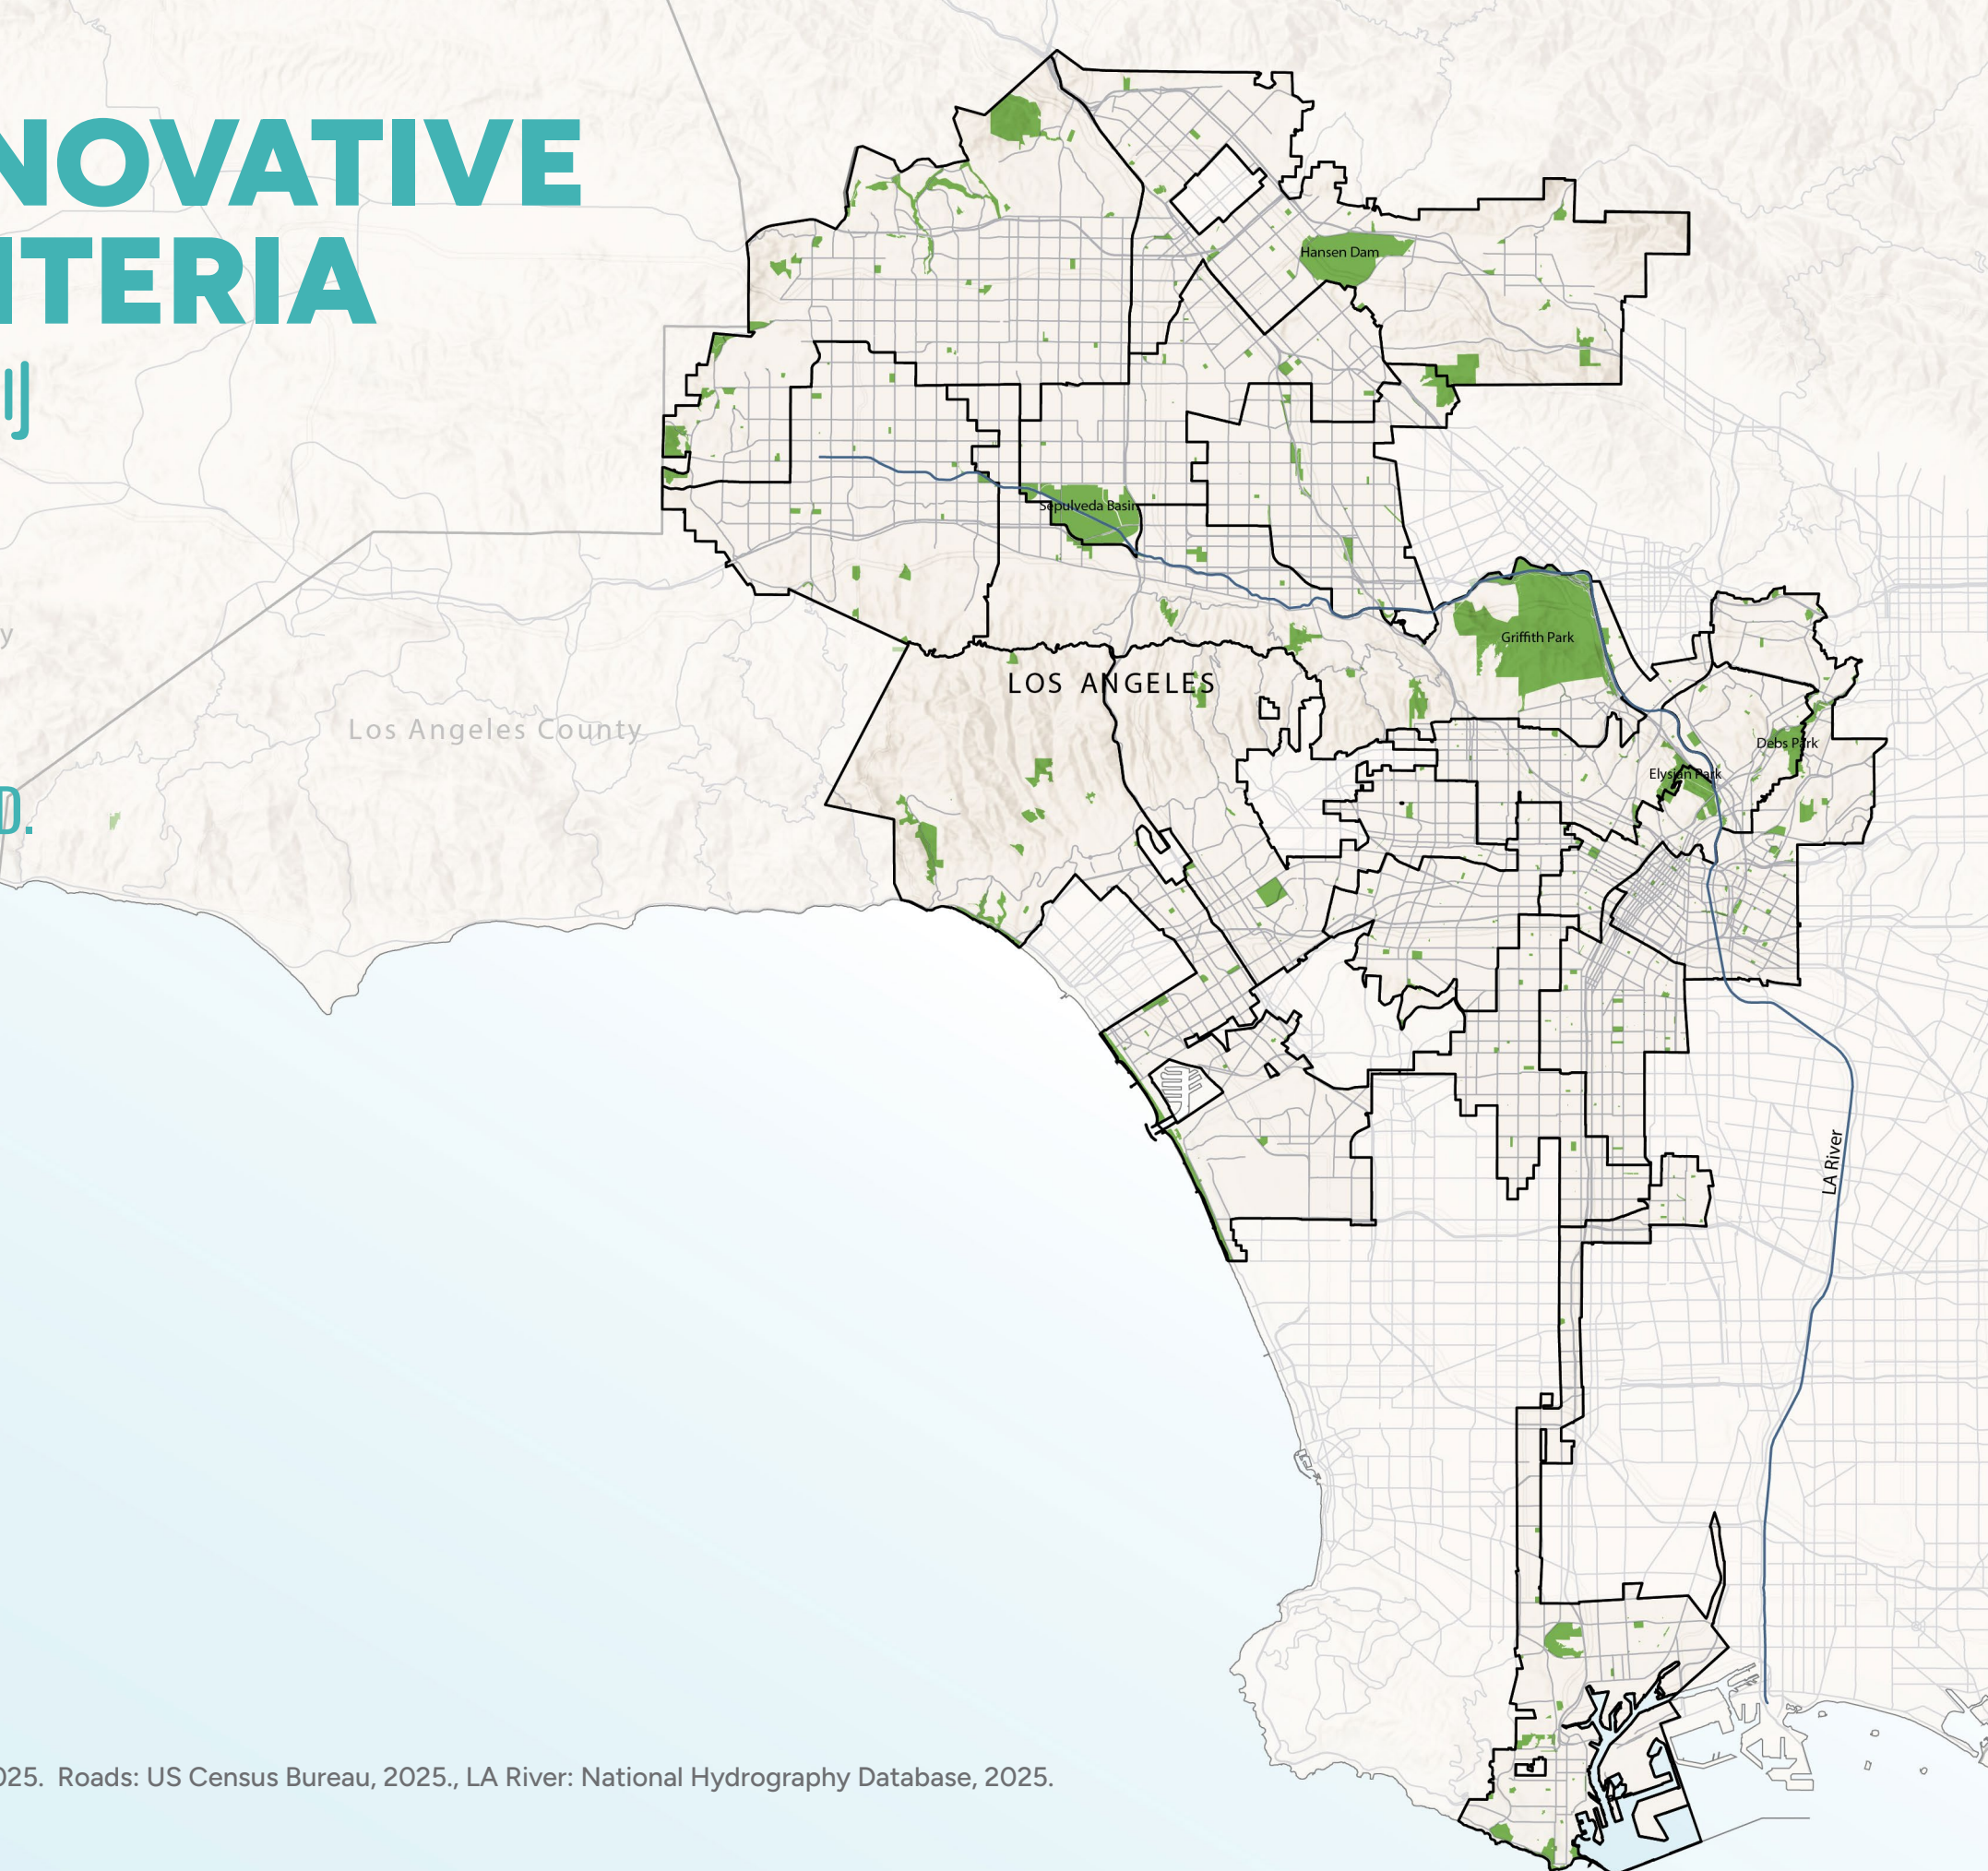 NOVATIVE
ITERIA
y
D.
Los Angeles County
LOS ANGELES
Hansen Dam
Sepulveda Basin
Griffith Park
Debs Park
Elysian Park
LA River
025. Roads: US Census Bureau, 2025., LA River: National Hydrography Database, 2025.